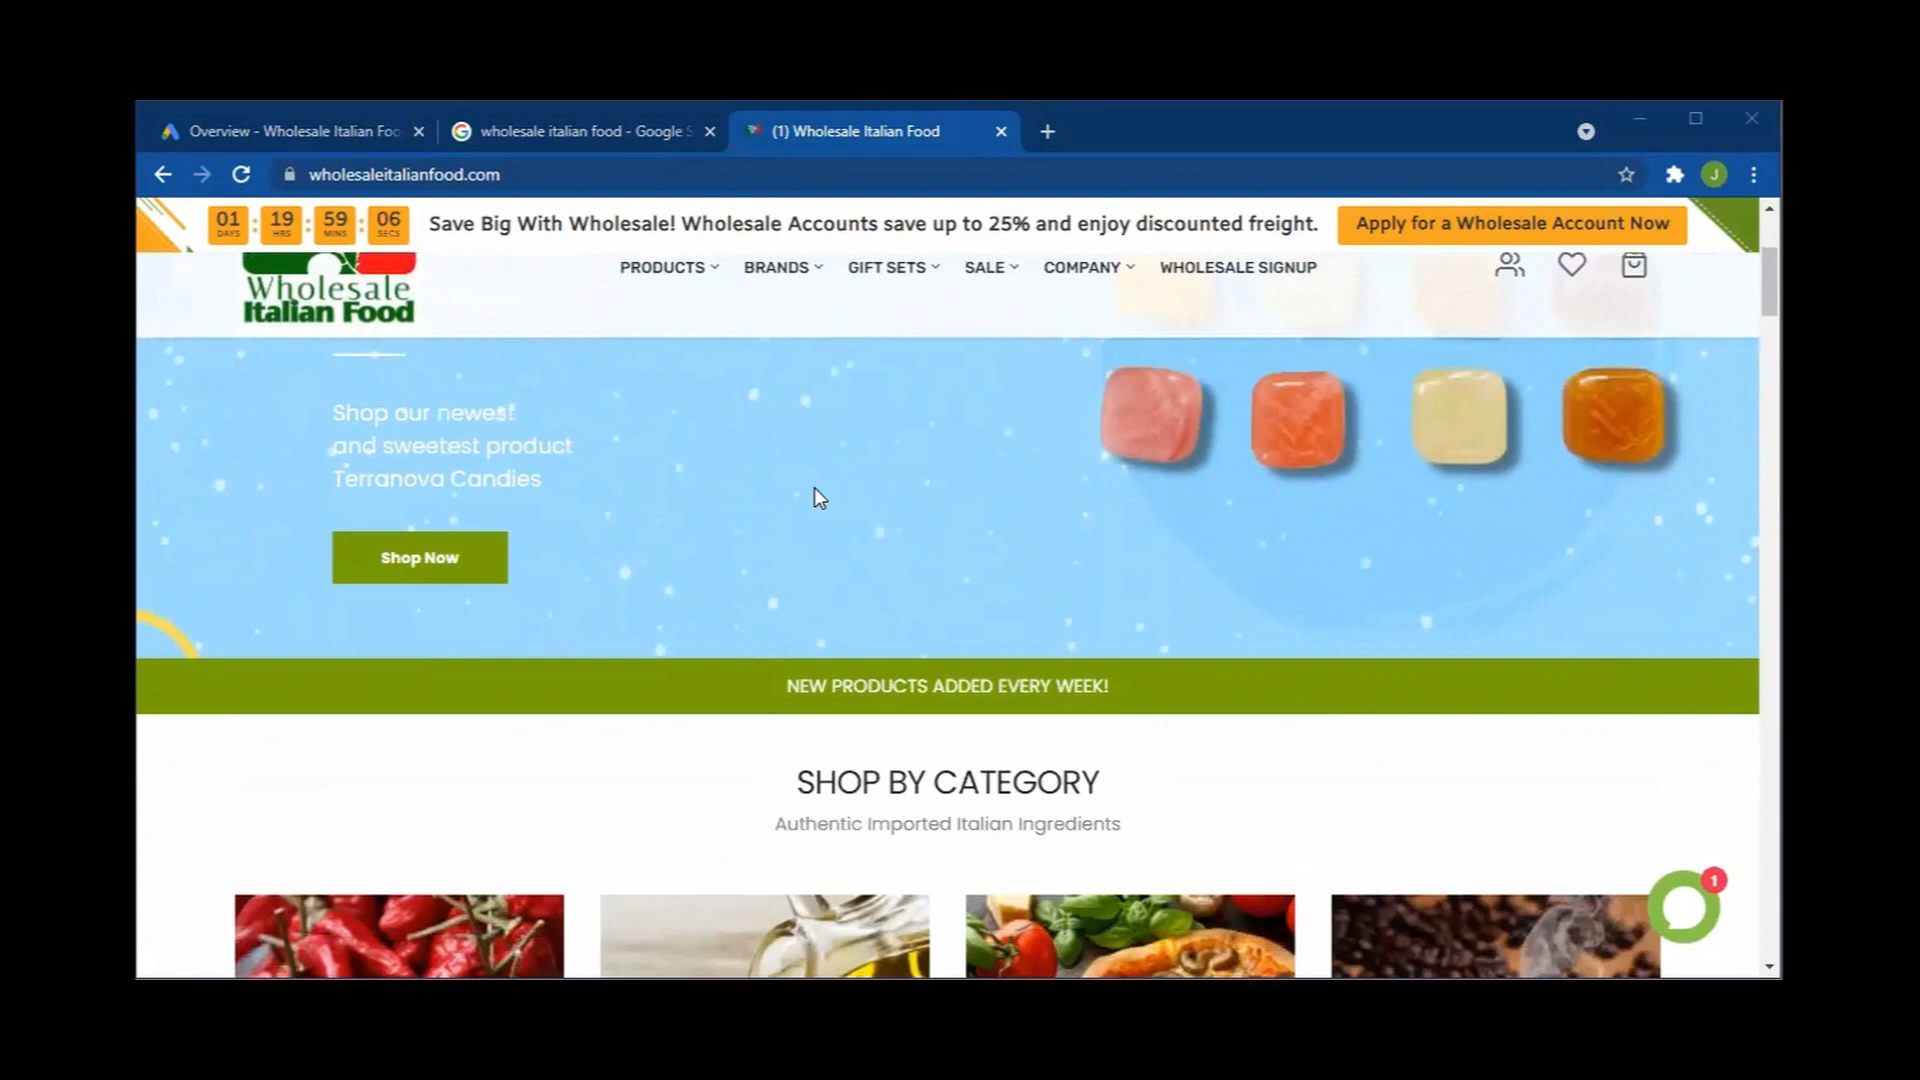 Overview - Wholesale Italian Foo
wholesale italian food - Google S
(1) Wholesale Italian Food
wholesaleitalianfood.com
J
01 DAYS : 19 HRS : 59 MINS : 06 SECS
Save Big With Wholesale! Wholesale Accounts save up to 25% and enjoy discounted freight.
Apply for a Wholesale Account Now
Wholesale
Italian Food
PRODUCTS BRANDS GIFT SETS SALE COMPANY WHOLESALE SIGNUP
Shop our newest
and sweetest product
Terranova Candies
Shop Now
NEW PRODUCTS ADDED EVERY WEEK!
SHOP BY CATEGORY
Authentic Imported Italian Ingredients
1